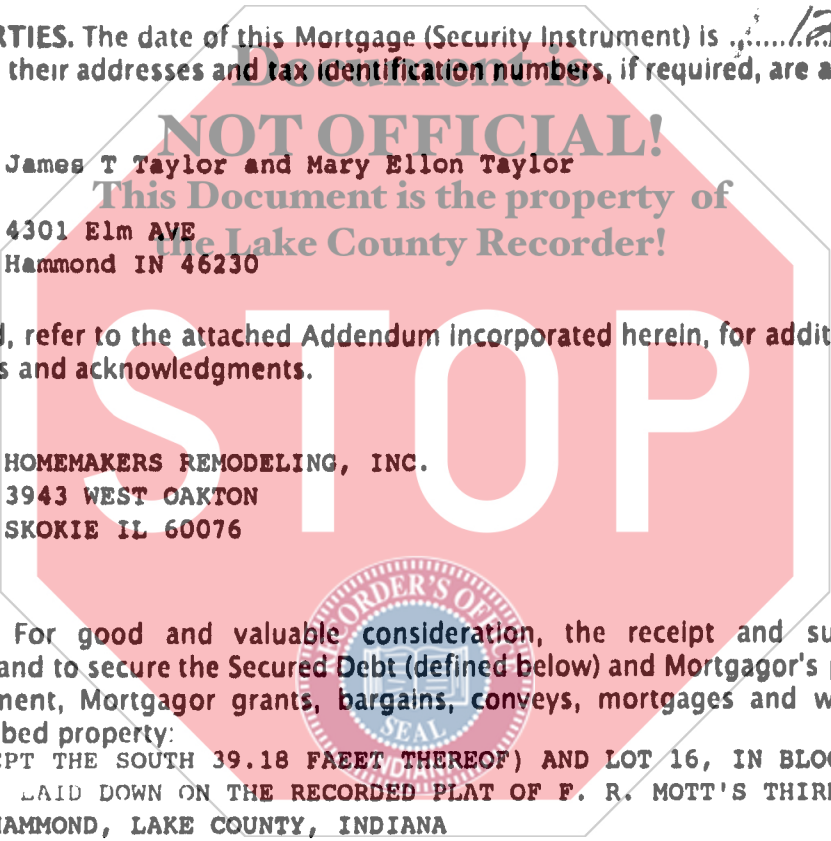 RTIES. The date of this Mortgage (Security Instrument) is
their addresses and tax identification numbers, if required, are a
Document is
NOT OFFICIAL!
This Document is the property of
the Lake County Recorder!
James T Taylor and Mary Ellon Taylor
4301 Elm AVE
Hammond IN 46230
, refer to the attached Addendum incorporated herein, for addit
s and acknowledgments.
STOP
HOMEMAKERS REMODELING, INC.
3943 WEST OAKTON
SKOKIE IL 60076
RECORDER'S OFFICE
SEAL
INDIANA
For good and valuable consideration, the receipt and su
and to secure the Secured Debt (defined below) and Mortgagor's p
ment, Mortgagor grants, bargains, conveys, mortgages and w
bed property:
EPT THE SOUTH 39.18 FAEET THEREOF) AND LOT 16, IN BLOC
LAID DOWN ON THE RECORDED PLAT OF F. R. MOTT'S THIRD
HAMMOND, LAKE COUNTY, INDIANA